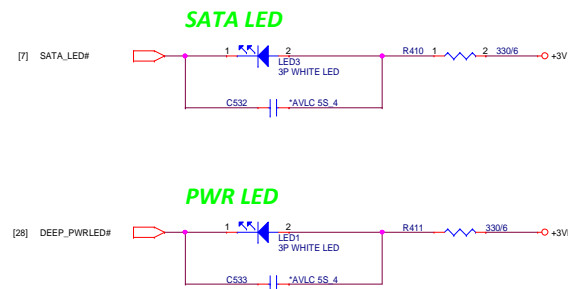 SATA LED
[7] SATA_LED# 1 2 R410 1 2 330/6 +3V
LED3
3P WHITE LED
C532 *AVLC 5S_4
PWR LED
[28] DEEP_PWRLED# 1 2 R411 330/6
LED1
3P WHITE LED
C533 *AVLC 5S_4